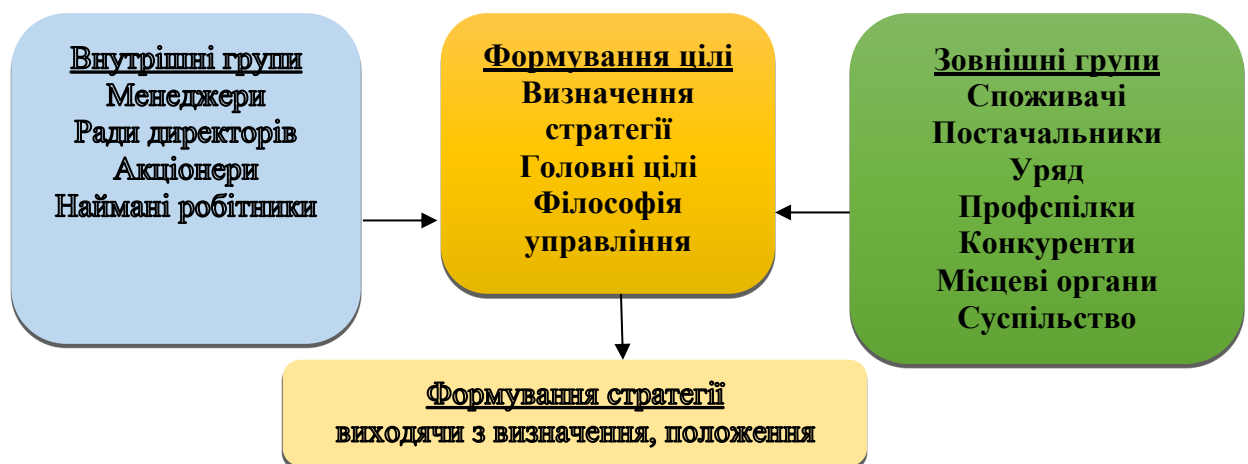 Внутрішні групи
Менеджери
Ради директорів
Акціонери
Наймані робітники
Формування цілі
Визначення
стратегії
Головні цілі
Філософія
управління
Зовнішні групи
Споживачі
Постачальники
Уряд
Профспілки
Конкуренти
Місцеві органи
Суспільство
Формування стратегії
виходячи з визначення, положення